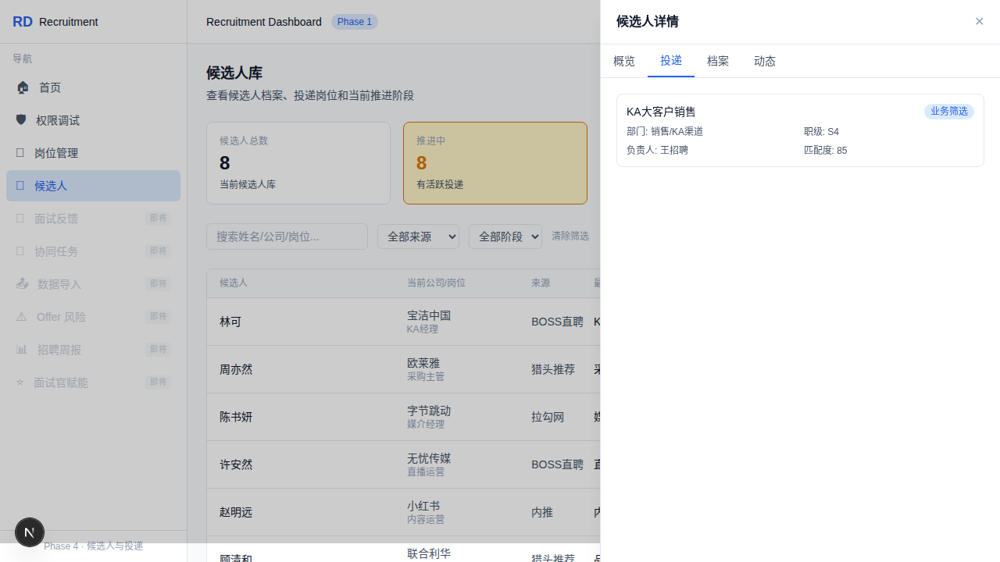 RD Recruitment
导航
首页
权限调试
岗位管理
候选人
面试反馈 即将
协同任务 即将
数据导入 即将
Offer 风险 即将
招聘周报 即将
面试官赋能 即将
Phase 4 · 候选人与投递
Recruitment Dashboard Phase 1
候选人库
查看候选人档案、投递岗位和当前推进阶段
候选人总数
8
当前候选人库
推进中
8
有活跃投递
搜索姓名/公司/岗位... 全部来源 全部阶段 清除筛选
候选人 当前公司/岗位 来源
林可 宝洁中国 KA经理 BOSS直聘
周亦然 欧莱雅 采购主管 猎头推荐
陈书妍 字节跳动 媒介经理 拉勾网
许安然 无忧传媒 直播运营 BOSS直聘
赵明远 小红书 内容运营 内推
顾清和 联合利华 猎头推荐
候选人详情 ×
概览 投递 档案 动态
KA大客户销售 业务筛选
部门: 销售/KA渠道 职级: S4
负责人: 王招聘 匹配度: 85